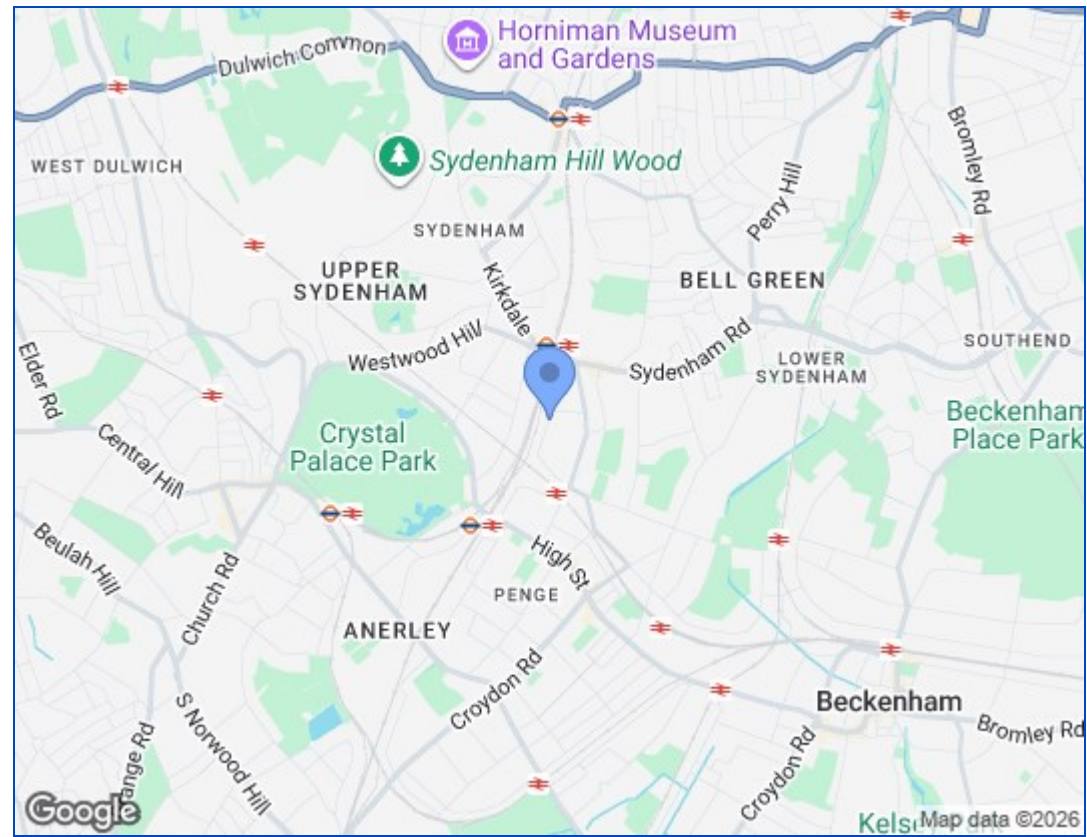 Horniman Museum
and Gardens
Dulwich Common
Bromley Rd
Sydenham Hill Wood
WEST DULWICH
Perry Hill
SYDENHAM
UPPER
SYDENHAM
Kirkdale
BELL GREEN
Westwood Hill
Sydenham Rd
SOUTHEND
LOWER
SYDENHAM
Elder Rd
Beckenham
Place Park
Crystal
Palace Park
Central Hill
Beulah Hill
High St
Church Rd
PENGE
ANERLEY
Croydon Rd
S Norwood Hill
Beckenham
Bromley Rd
Croydon Rd
Google
Map data ©2026